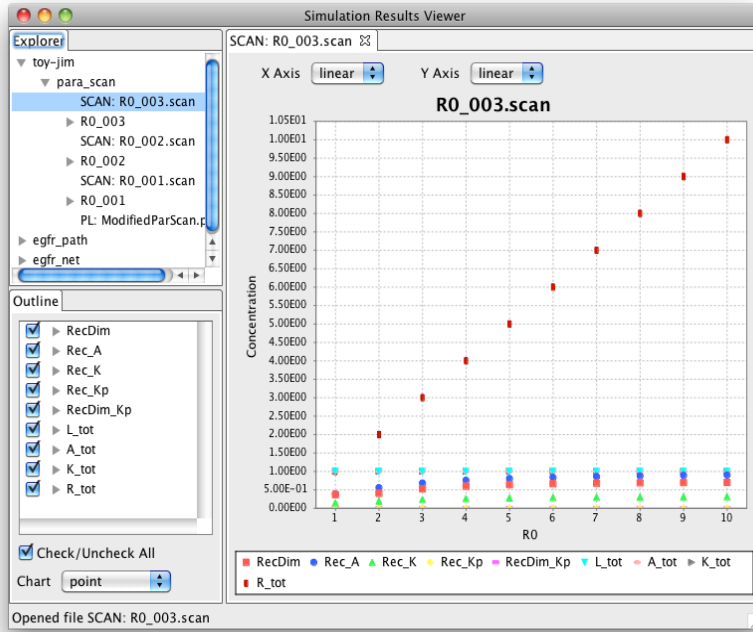 Simulation Results Viewer
Explorer
toy-jim
para_scan
SCAN: R0_003.scan
R0_003
SCAN: R0_002.scan
R0_002
SCAN: R0_001.scan
R0_001
PL: ModifiedParScan.p
egfr_path
egfr_net
Outline
RecDim
Rec_A
Rec_K
Rec_Kp
RecDim_Kp
L_tot
A_tot
K_tot
R_tot
Check/Uncheck All
Chart point
SCAN: R0_003.scan
X Axis linear Y Axis linear
R0_003.scan
1.05E01
1.00E01
9.50E00
9.00E00
8.50E00
8.00E00
7.50E00
7.00E00
6.50E00
6.00E00
5.50E00
5.00E00
4.50E00
4.00E00
3.50E00
3.00E00
2.50E00
2.00E00
1.50E00
1.00E00
5.00E-01
0.00E00
Concentration
1 2 3 4 5 6 7 8 9 10
R0
RecDim Rec_A Rec_K Rec_Kp RecDim_Kp L_tot A_tot K_tot
R_tot
Opened file SCAN: R0_003.scan